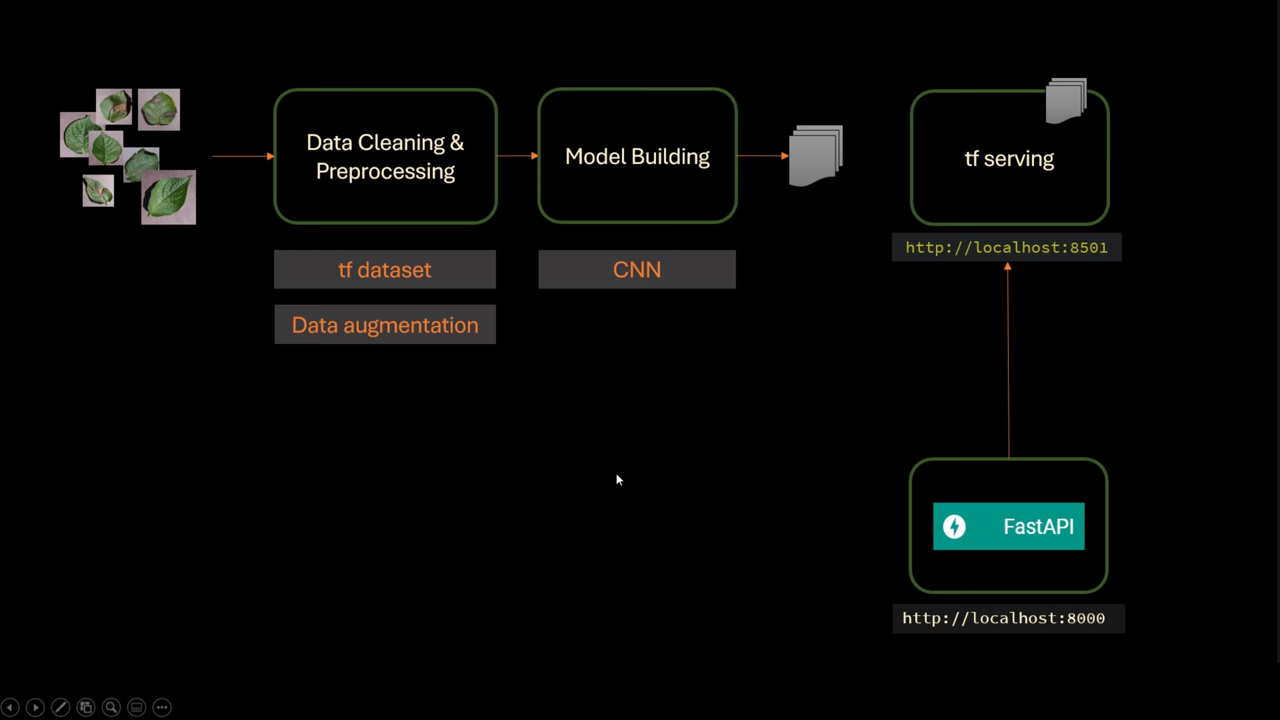 Data Cleaning &
Preprocessing
Model Building
tf serving
http://localhost:8501
tf dataset
CNN
Data augmentation
FastAPI
http://localhost:8000